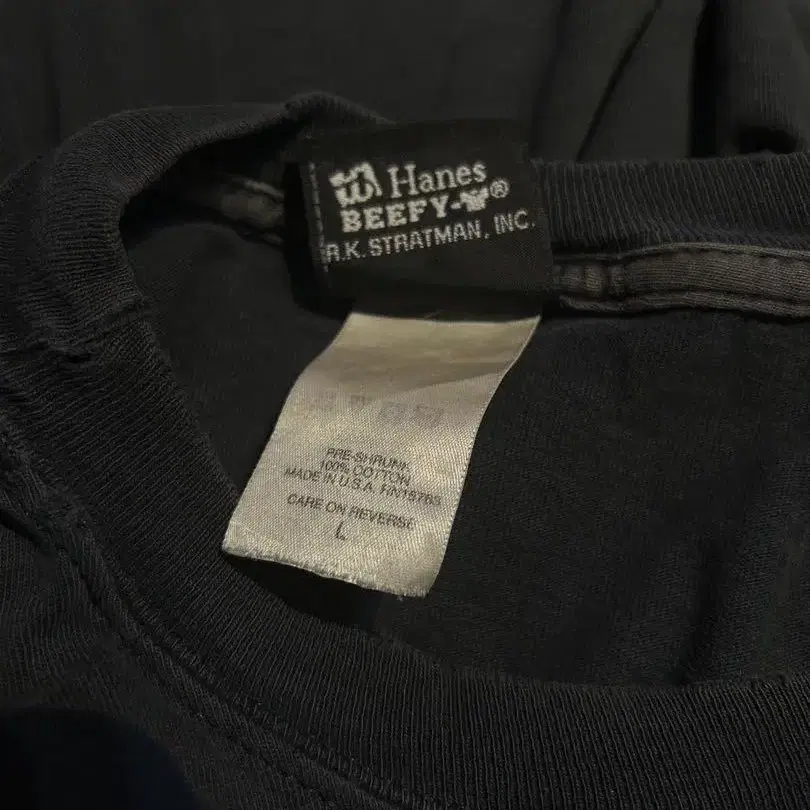 Hanes
BEEFY-T®
R.K. STRATMAN, INC.
PRE-SHRUNK
100% COTTON
MADE IN U.S.A. RN15763
CARE ON REVERSE
L